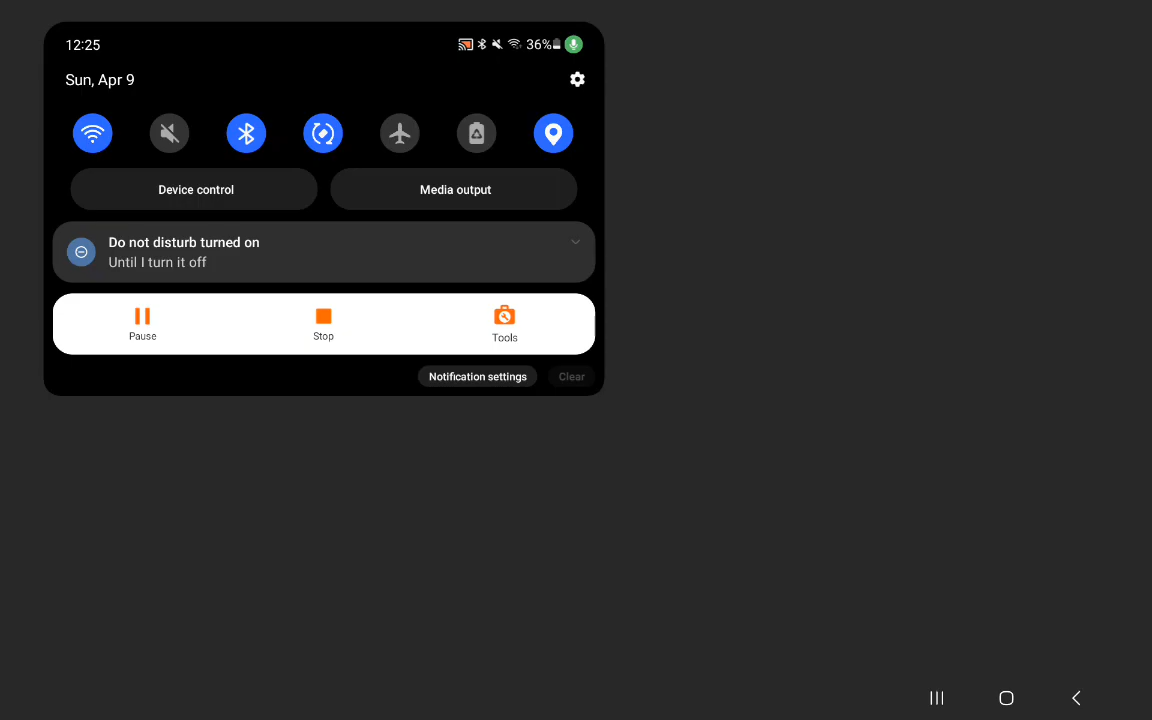 12:25
36%
Sun, Apr 9
Device control
Media output
Do not disturb turned on
Until I turn it off
Pause
Stop
Tools
Notification settings
Clear